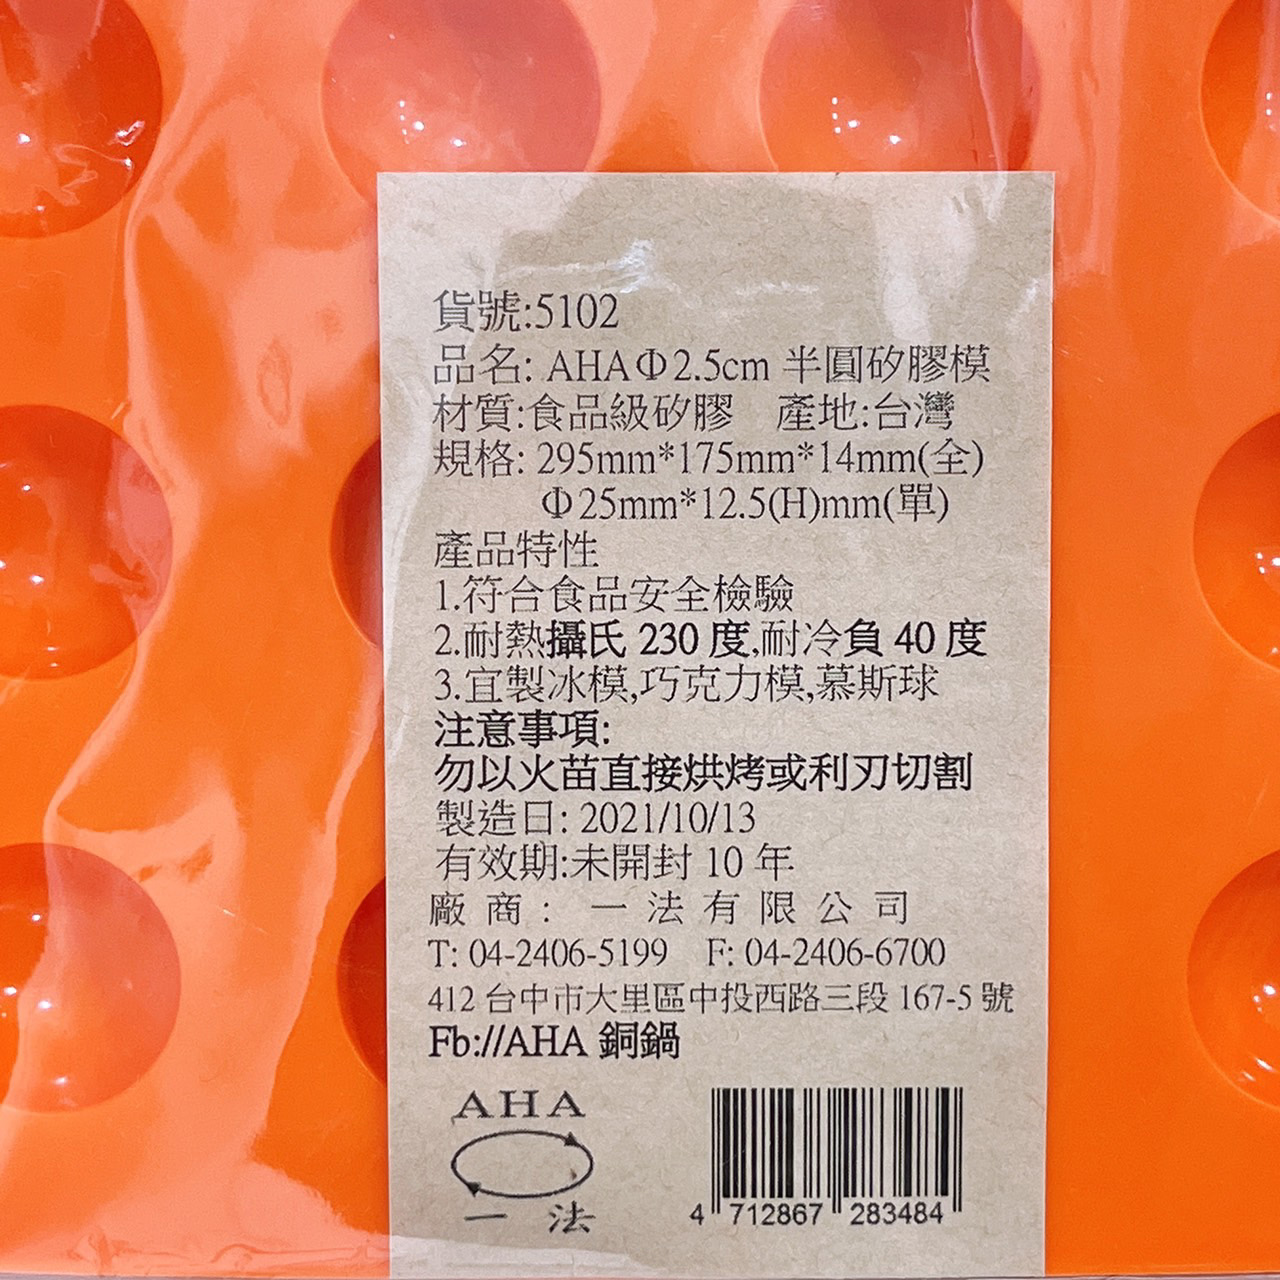 貨號:5102
品名: AHAΦ2.5cm 半圓矽膠模
材質:食品級矽膠 產地:台灣
規格: 295mm*175mm*14mm(全)
Φ25mm*12.5(H)mm(單)
產品特性
1.符合食品安全檢驗
2.耐熱攝氏 230 度,耐冷負 40 度
3.宜製冰模,巧克力模,慕斯球
注意事項:
勿以火苗直接烘烤或利刃切割
製造日: 2021/10/13
有效期:未開封 10 年
廠商: 一法有限公司
T: 04-2406-5199 F: 04-2406-6700
412 台中市大里區中投西路三段 167-5 號
Fb://AHA 銅鍋
AHA
一法
4 712867 283484